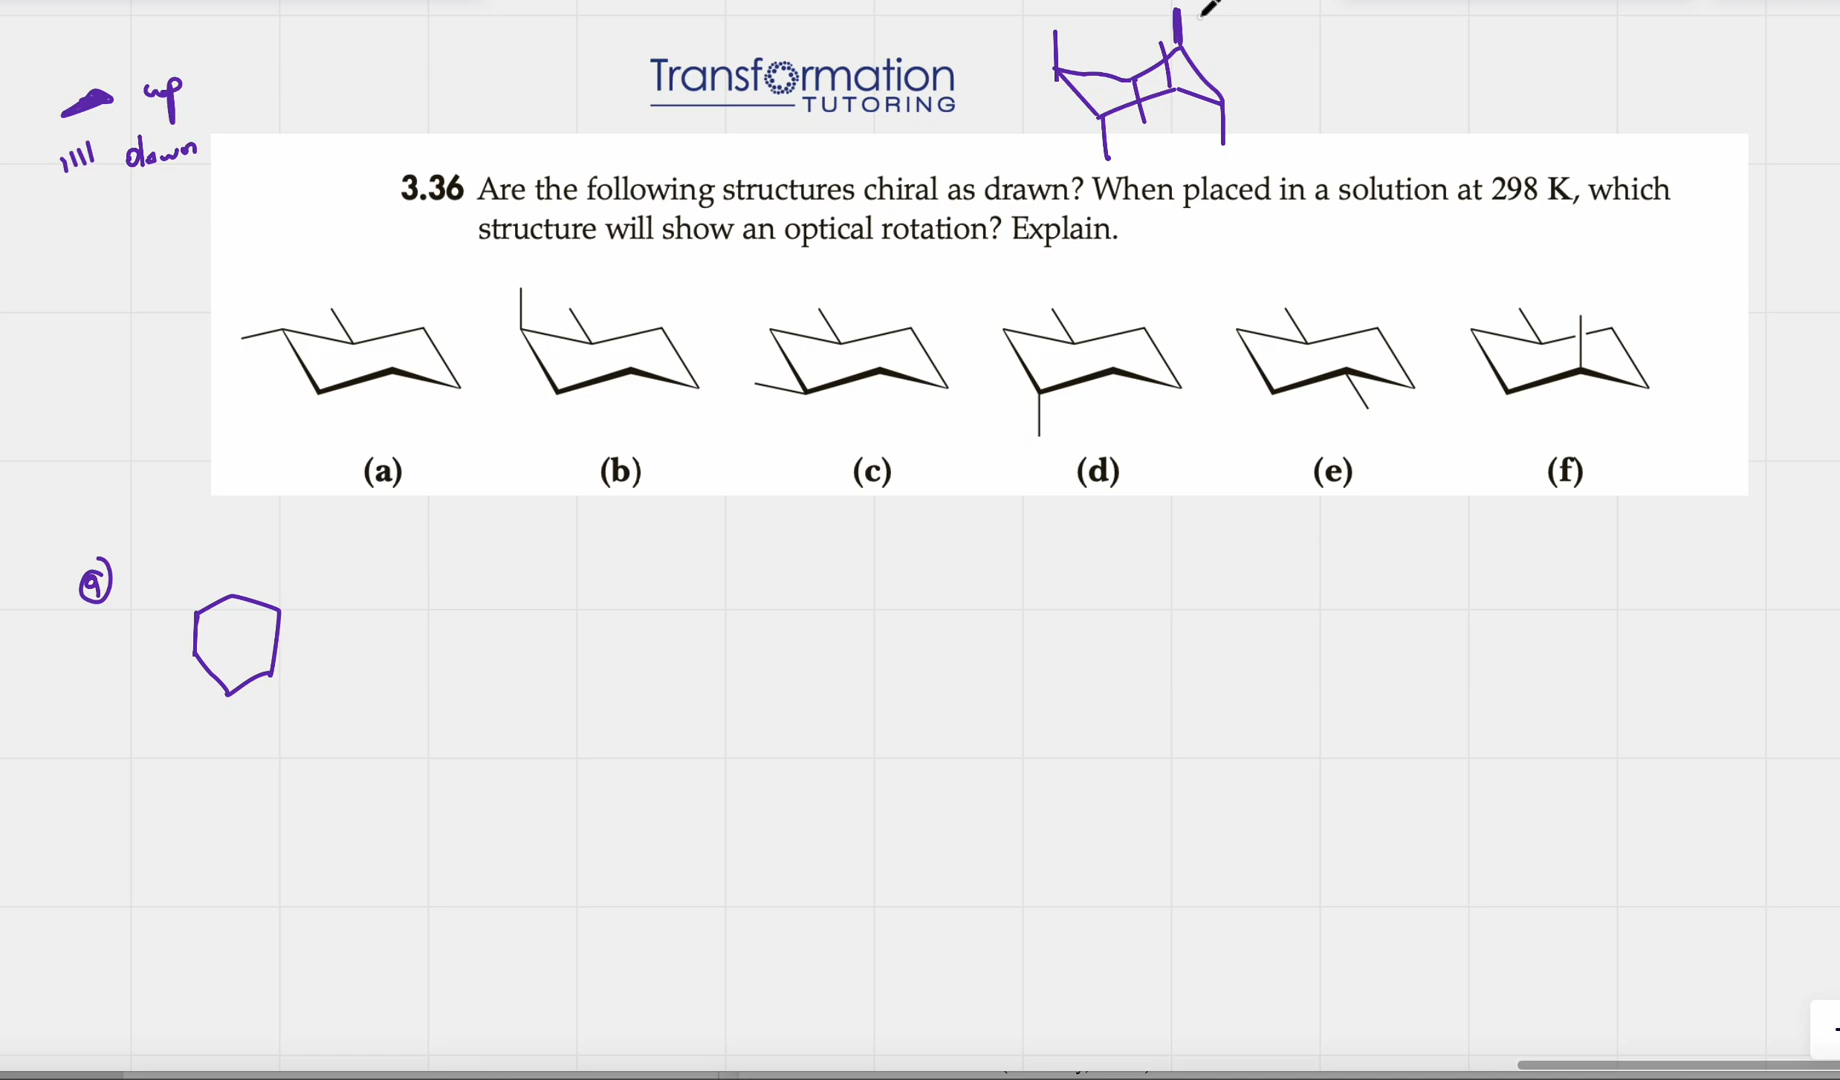 up
down
Transformation
TUTORING
3.36 Are the following structures chiral as drawn? When placed in a solution at 298 K, which
structure will show an optical rotation? Explain.
(a) (b) (c) (d) (e) (f)
a